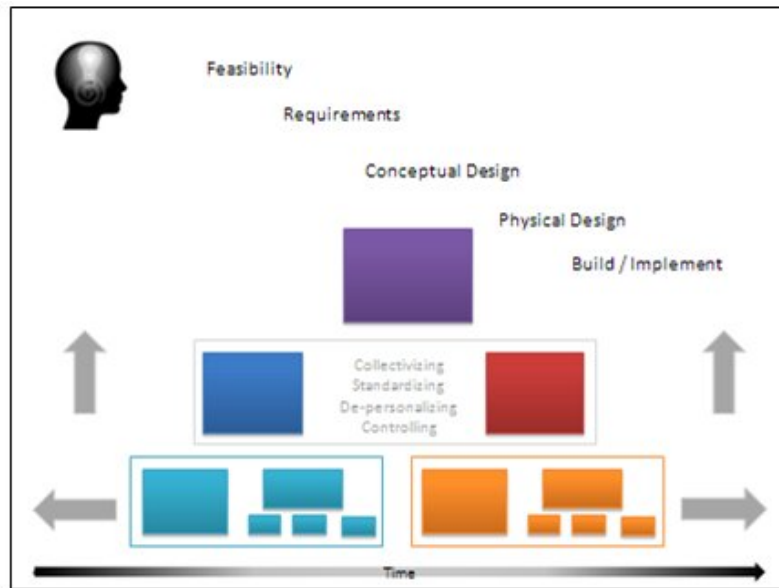 Feasibility
Requirements
Conceptual Design
Physical Design
Build / Implement
Collectivizing
Standardizing
De-personalizing
Controlling
Time